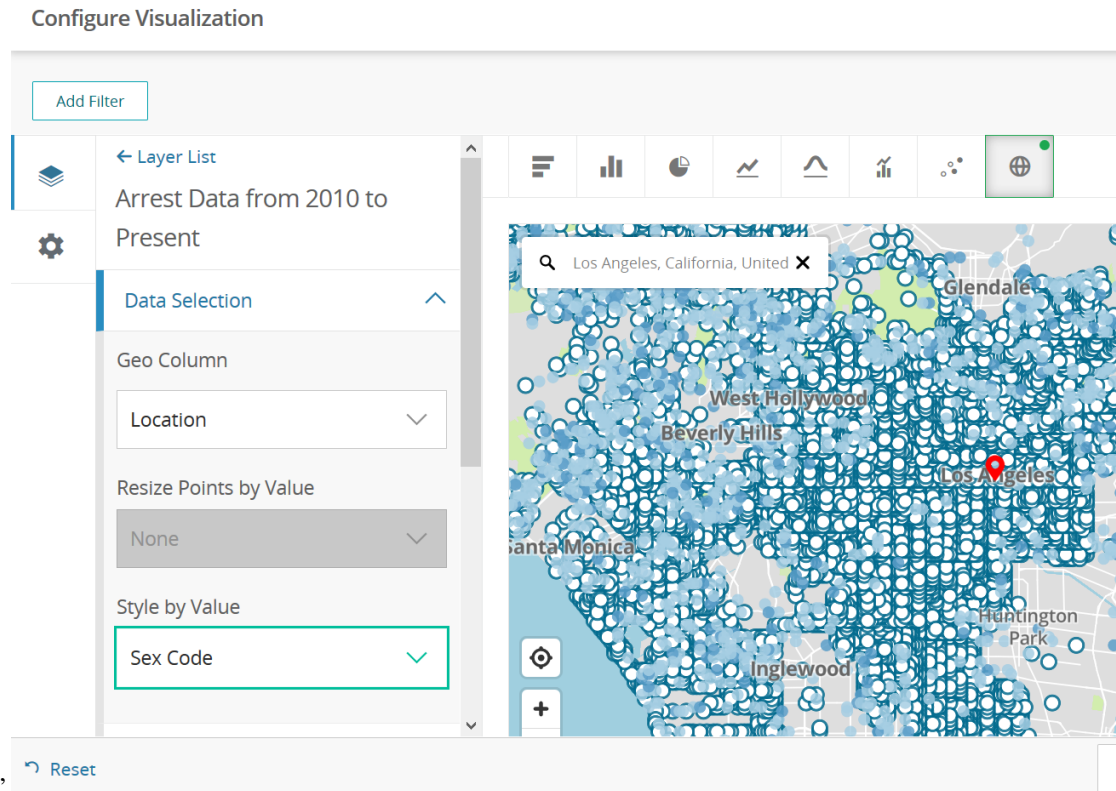 Configure Visualization
Add Filter
← Layer List
Arrest Data from 2010 to
Present
Data Selection
Geo Column
Location
Resize Points by Value
None
Style by Value
Sex Code
Los Angeles, California, United
Glendale
West Hollywood
Beverly Hills
Los Angeles
Santa Monica
Huntington
Park
Inglewood
+
, Reset